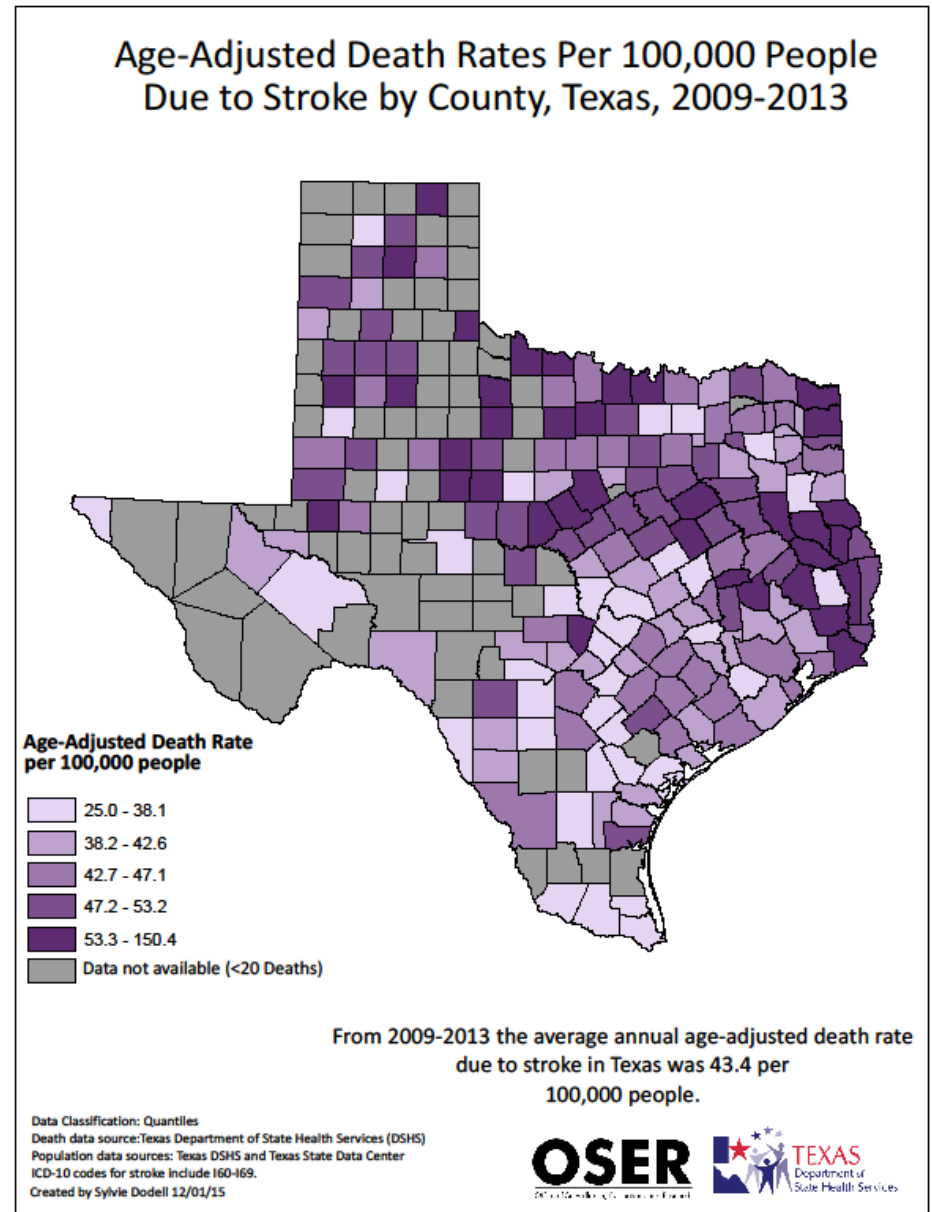 Age-Adjusted Death Rates Per 100,000 People
Due to Stroke by County, Texas, 2009-2013
Age-Adjusted Death Rate
per 100,000 people
25.0 - 38.1
38.2 - 42.6
42.7 - 47.1
47.2 - 53.2
53.3 - 150.4
Data not available (<20 Deaths)
From 2009-2013 the average annual age-adjusted death rate
due to stroke in Texas was 43.4 per
100,000 people.
Data Classification: Quantiles
Death data source:Texas Department of State Health Services (DSHS)
Population data sources: Texas DSHS and Texas State Data Center
ICD-10 codes for stroke include I60-I69.
Created by Sylvie Dodell 12/01/15
OSER
TEXAS
Department of
State Health Services